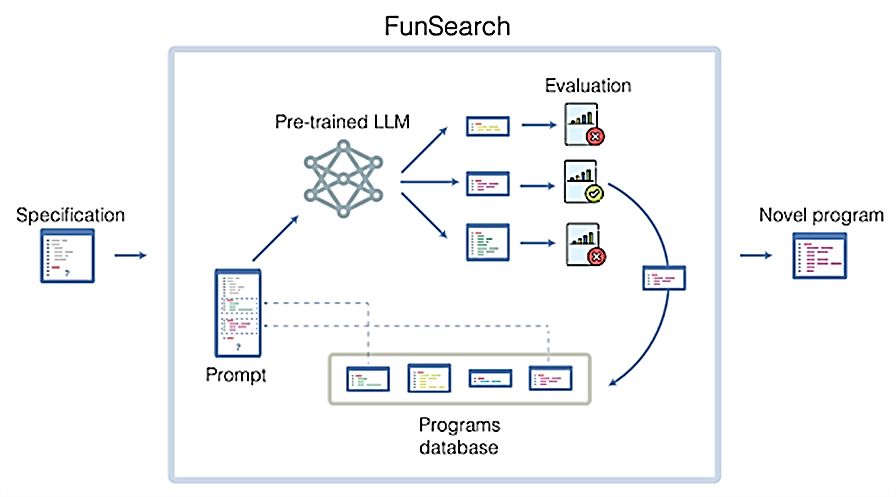 FunSearch
Evaluation
Pre-trained LLM
Specification
?
Novel program
?
Prompt
Programs
database